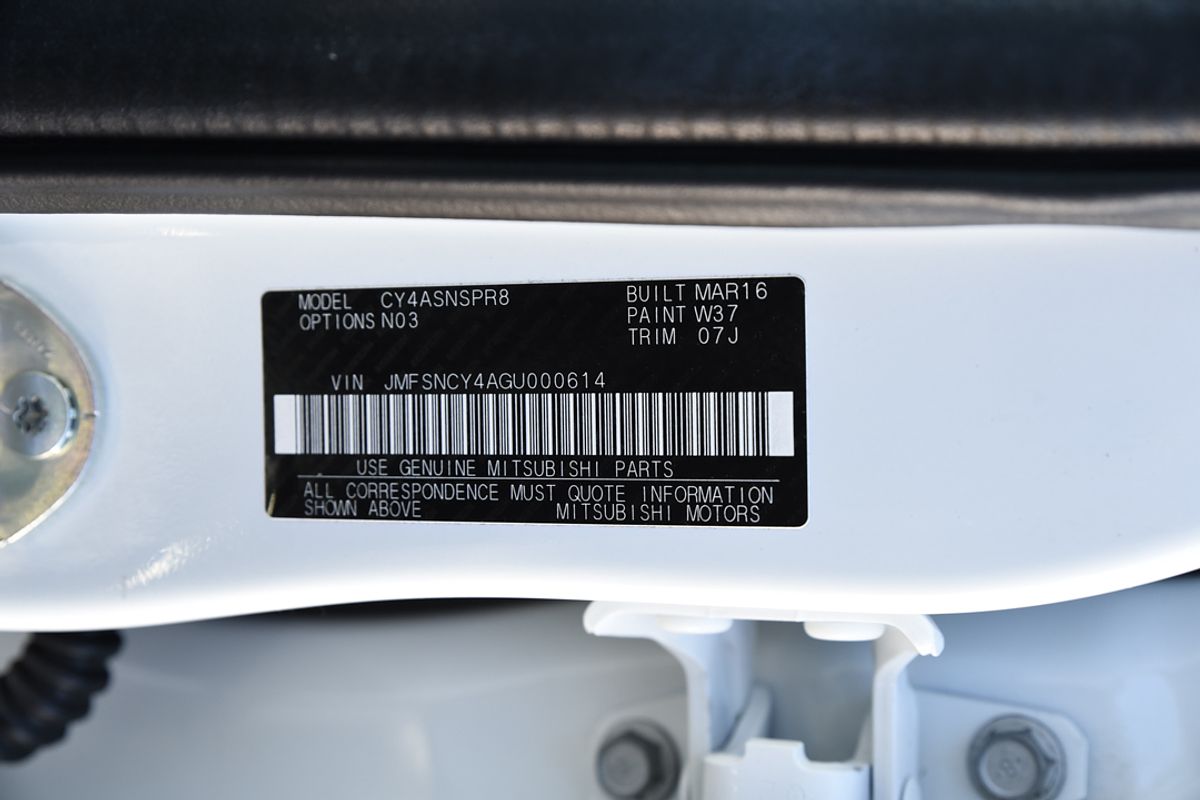 MODEL CY4ASNSPR8 BUILT MAR16
OPTIONS N03 PAINT W37
TRIM 07J
VIN JMFSNCY4AGU000614
USE GENUINE MITSUBISHI PARTS
ALL CORRESPONDENCE MUST QUOTE INFORMATION
SHOWN ABOVE MITSUBISHI MOTORS